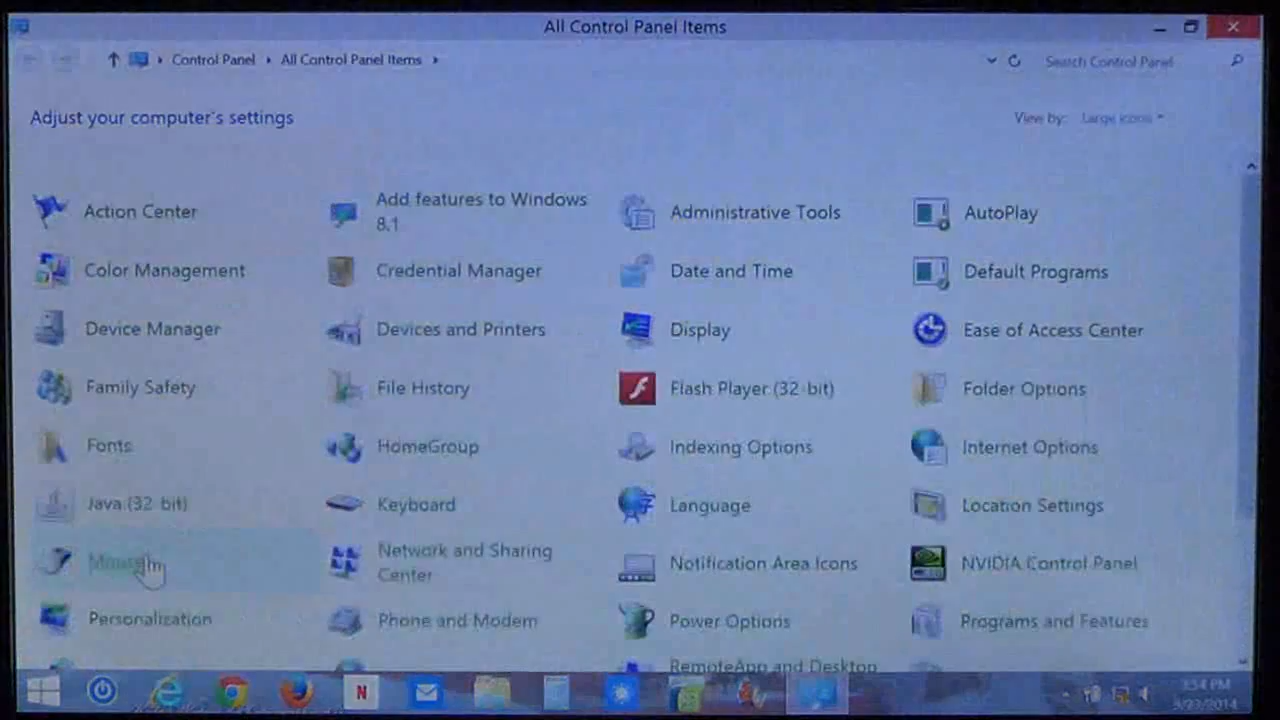 All Control Panel Items
Control Panel
All Control Panel Items
Search Control Panel
Adjust your computer's settings
View by: Large icons
Action Center
Add features to Windows
8.1
Administrative Tools
AutoPlay
Color Management
Credential Manager
Date and Time
Default Programs
Device Manager
Devices and Printers
Display
Ease of Access Center
Family Safety
File History
Flash Player (32-bit)
Folder Options
Fonts
HomeGroup
Indexing Options
Internet Options
Java (32-bit)
Keyboard
Language
Location Settings
Mouse
Network and Sharing
Center
Notification Area Icons
NVIDIA Control Panel
Personalization
Phone and Modem
Power Options
Programs and Features
RemoteApp and Desktop
N